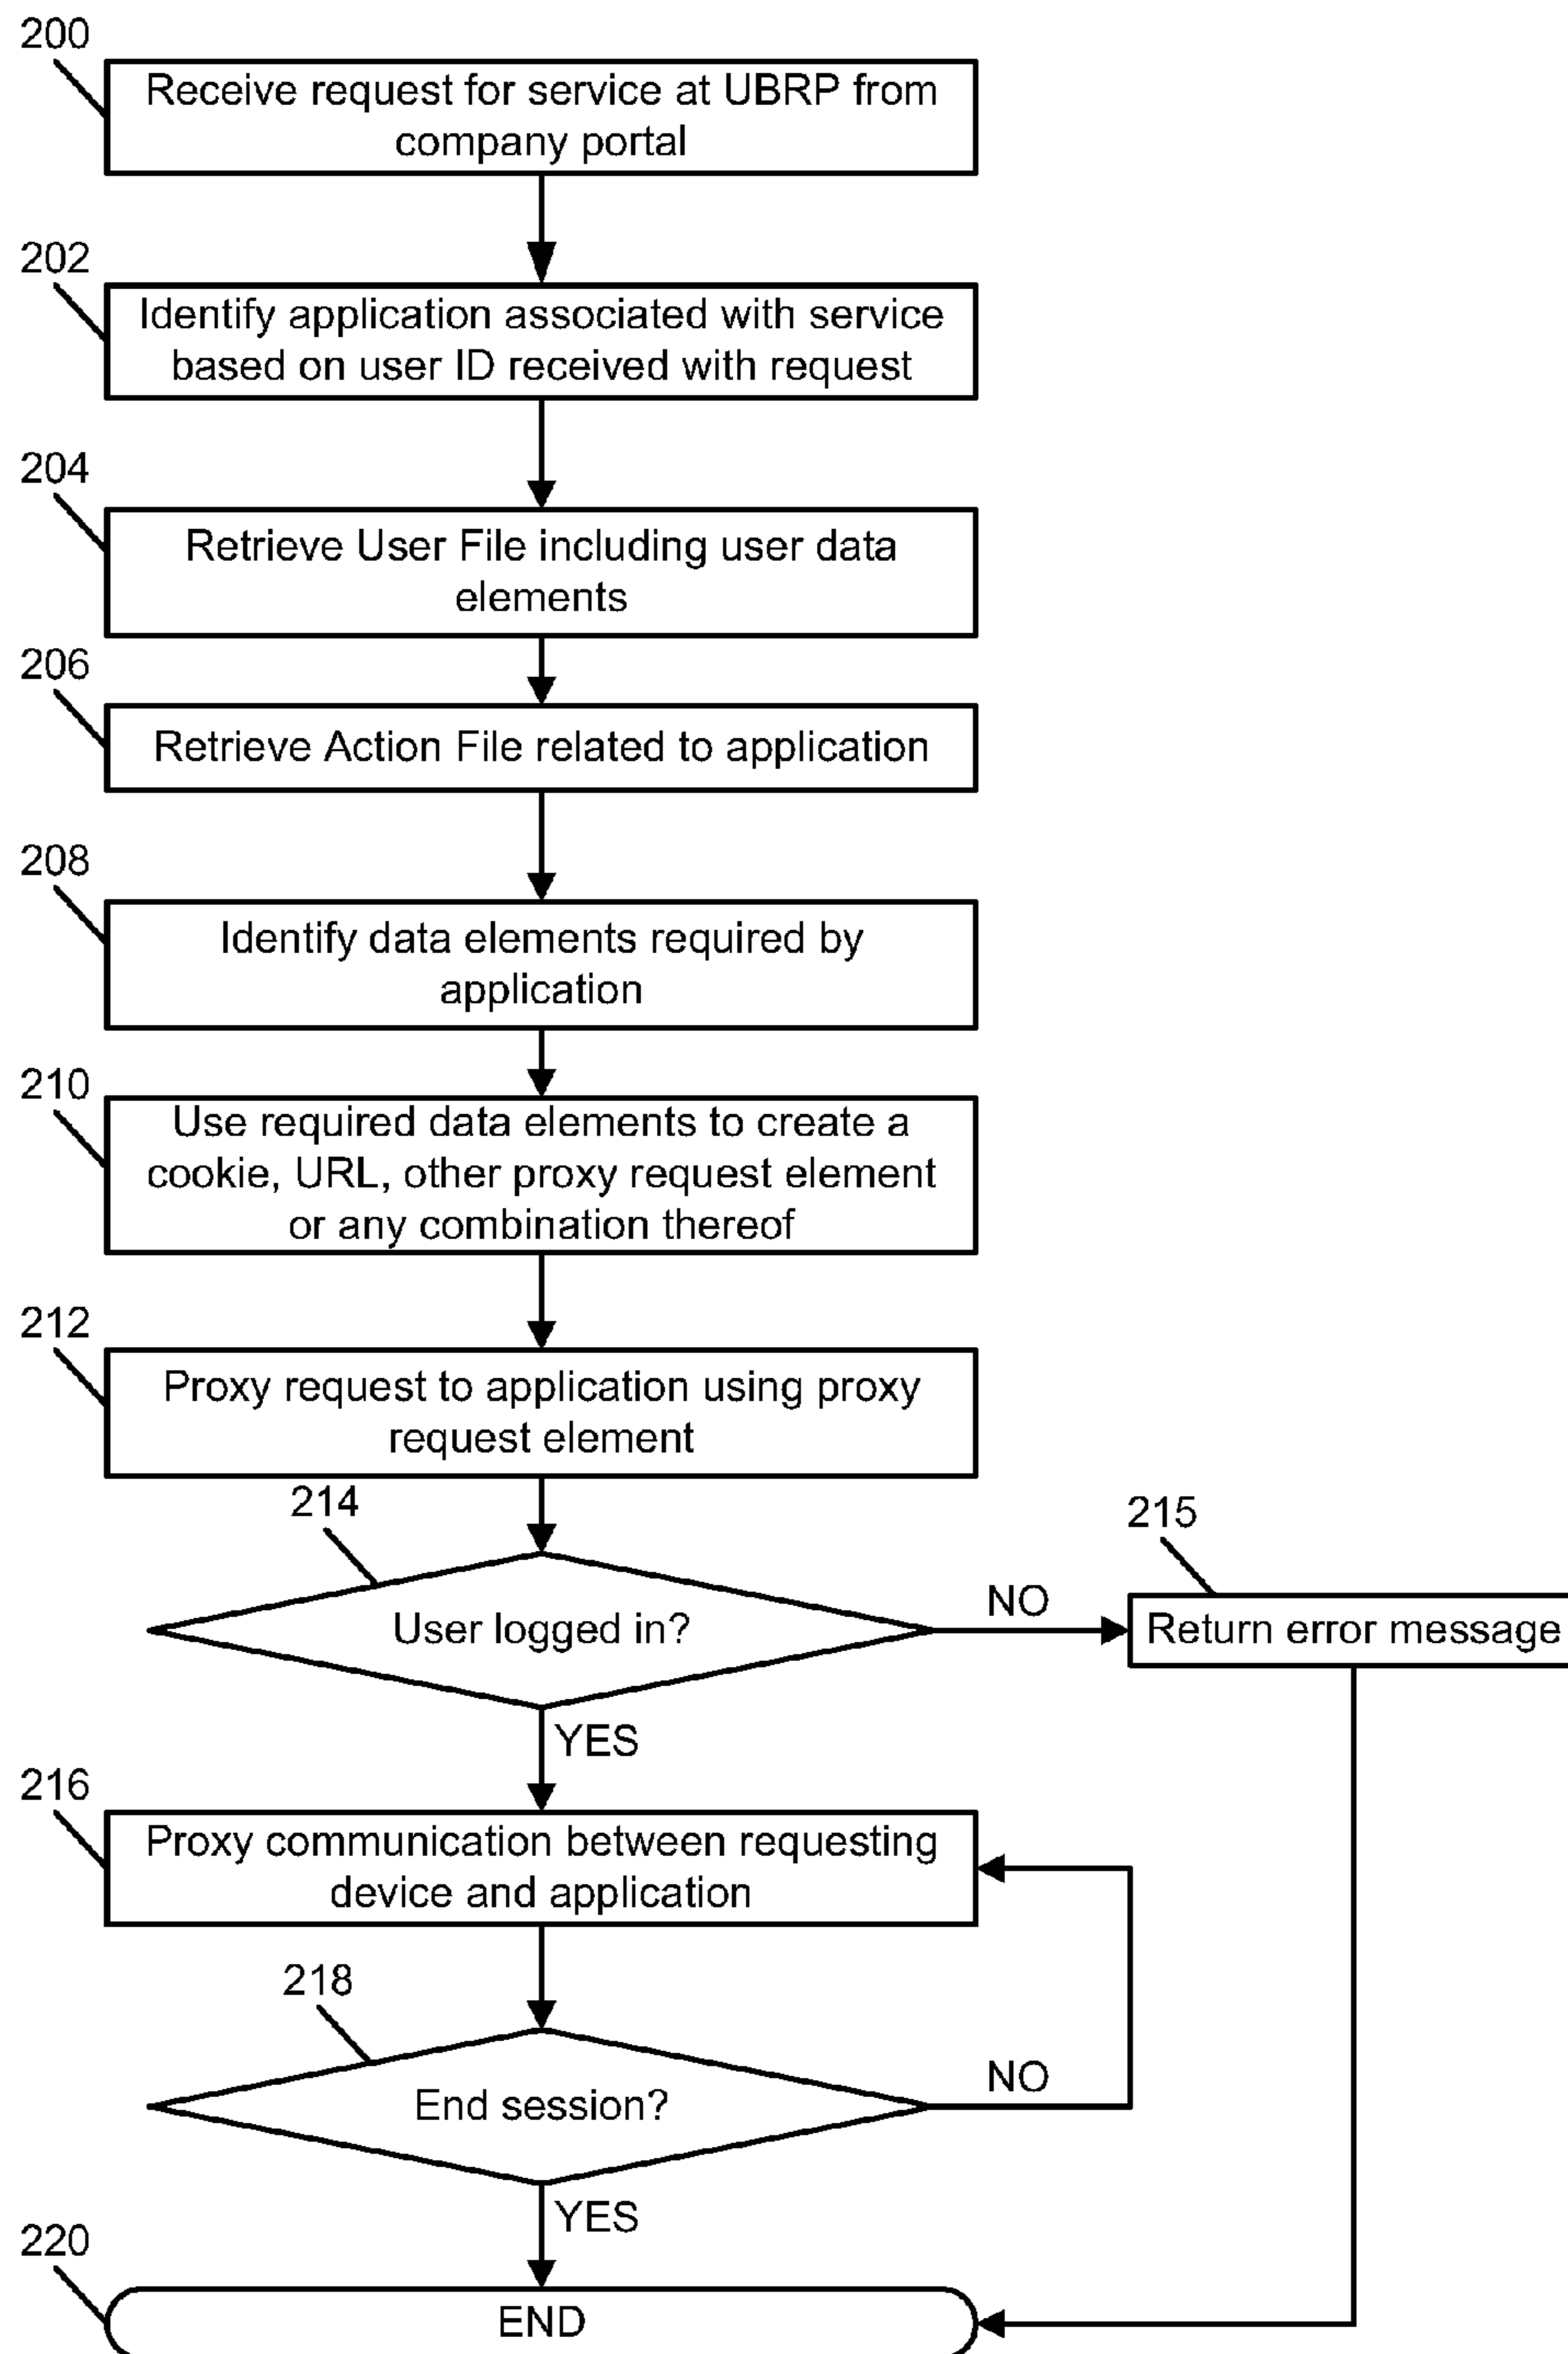 200
Receive request for service at UBRP from
company portal
202
Identify application associated with service
based on user ID received with request
204
Retrieve User File including user data
elements
206
Retrieve Action File related to application
208
Identify data elements required by
application
210
Use required data elements to create a
cookie, URL, other proxy request element
or any combination thereof
212
Proxy request to application using proxy
request element
214
User logged in?
NO
215
Return error message
YES
216
Proxy communication between requesting
device and application
218
End session?
NO
YES
220
END